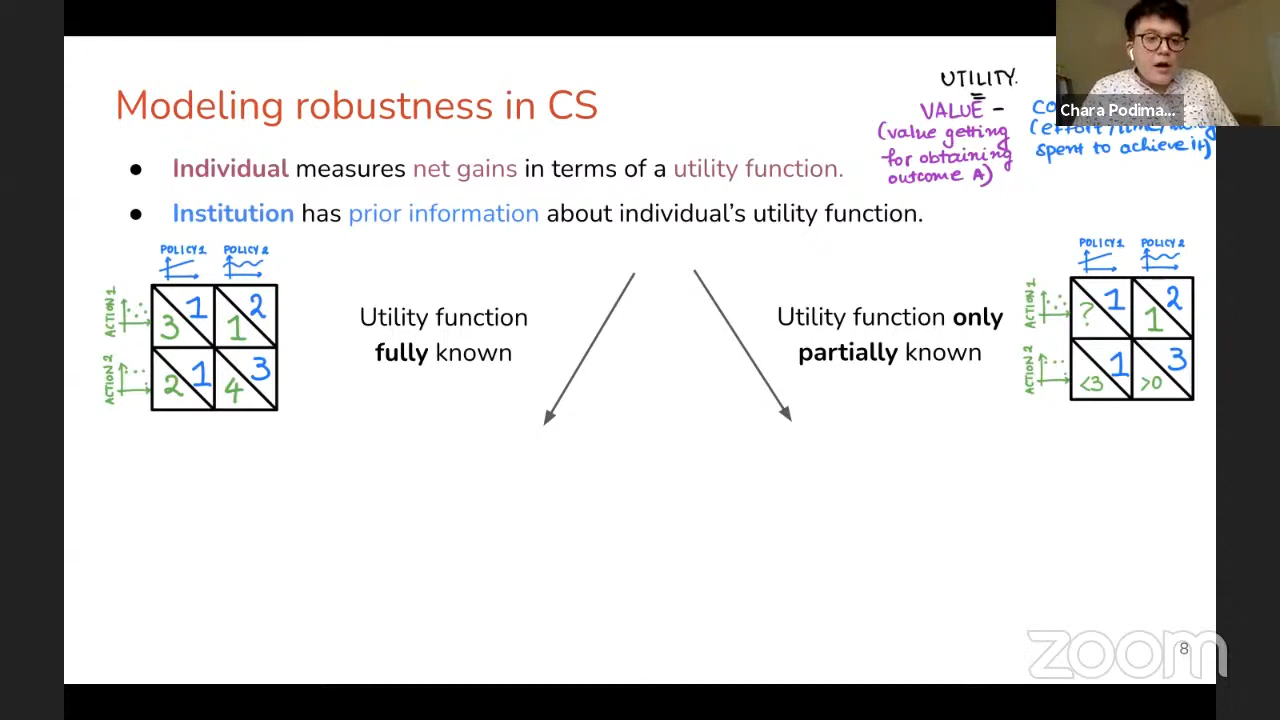 Modeling robustness in CS
UTILITY.
=
VALUE -
(value getting
for obtaining
outcome A)
spent to achieve it)
Chara Podima...
● Individual measures net gains in terms of a utility function.
● Institution has prior information about individual's utility function.
POLICY 1 POLICY 2
ACTION 1
3 1 1 2
ACTION 2
2 1 4 3
Utility function
fully known
Utility function only
partially known
POLICY 1 POLICY 2
ACTION 1
? 1 1 2
ACTION 2
<3 1 >0 3
zoom
8